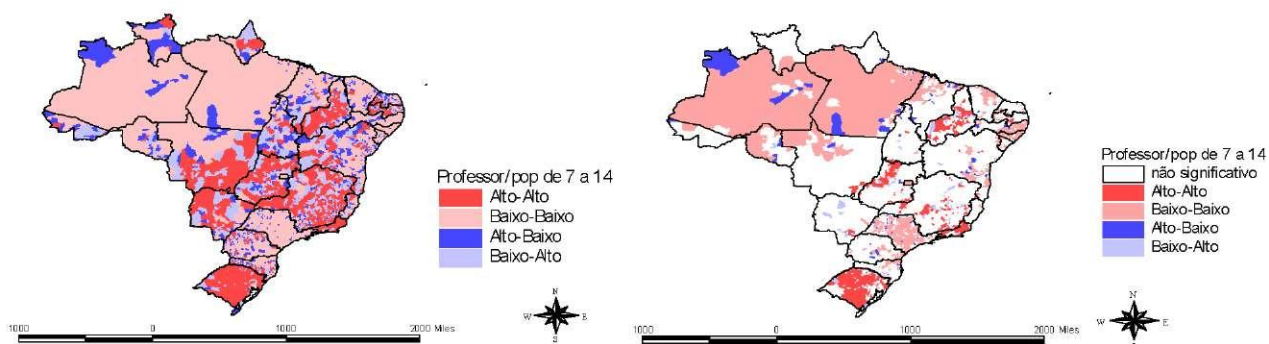 Professor/pop de 7 a 14
Alto-Alto
Baixo-Baixo
Alto-Baixo
Baixo-Alto
N
W E
S
1000 0 1000 2000 Miles
Professor/pop de 7 a 14
não significativo
Alto-Alto
Baixo-Baixo
Alto-Baixo
Baixo-Alto
N
W E
1000 0 1000 2000 Miles